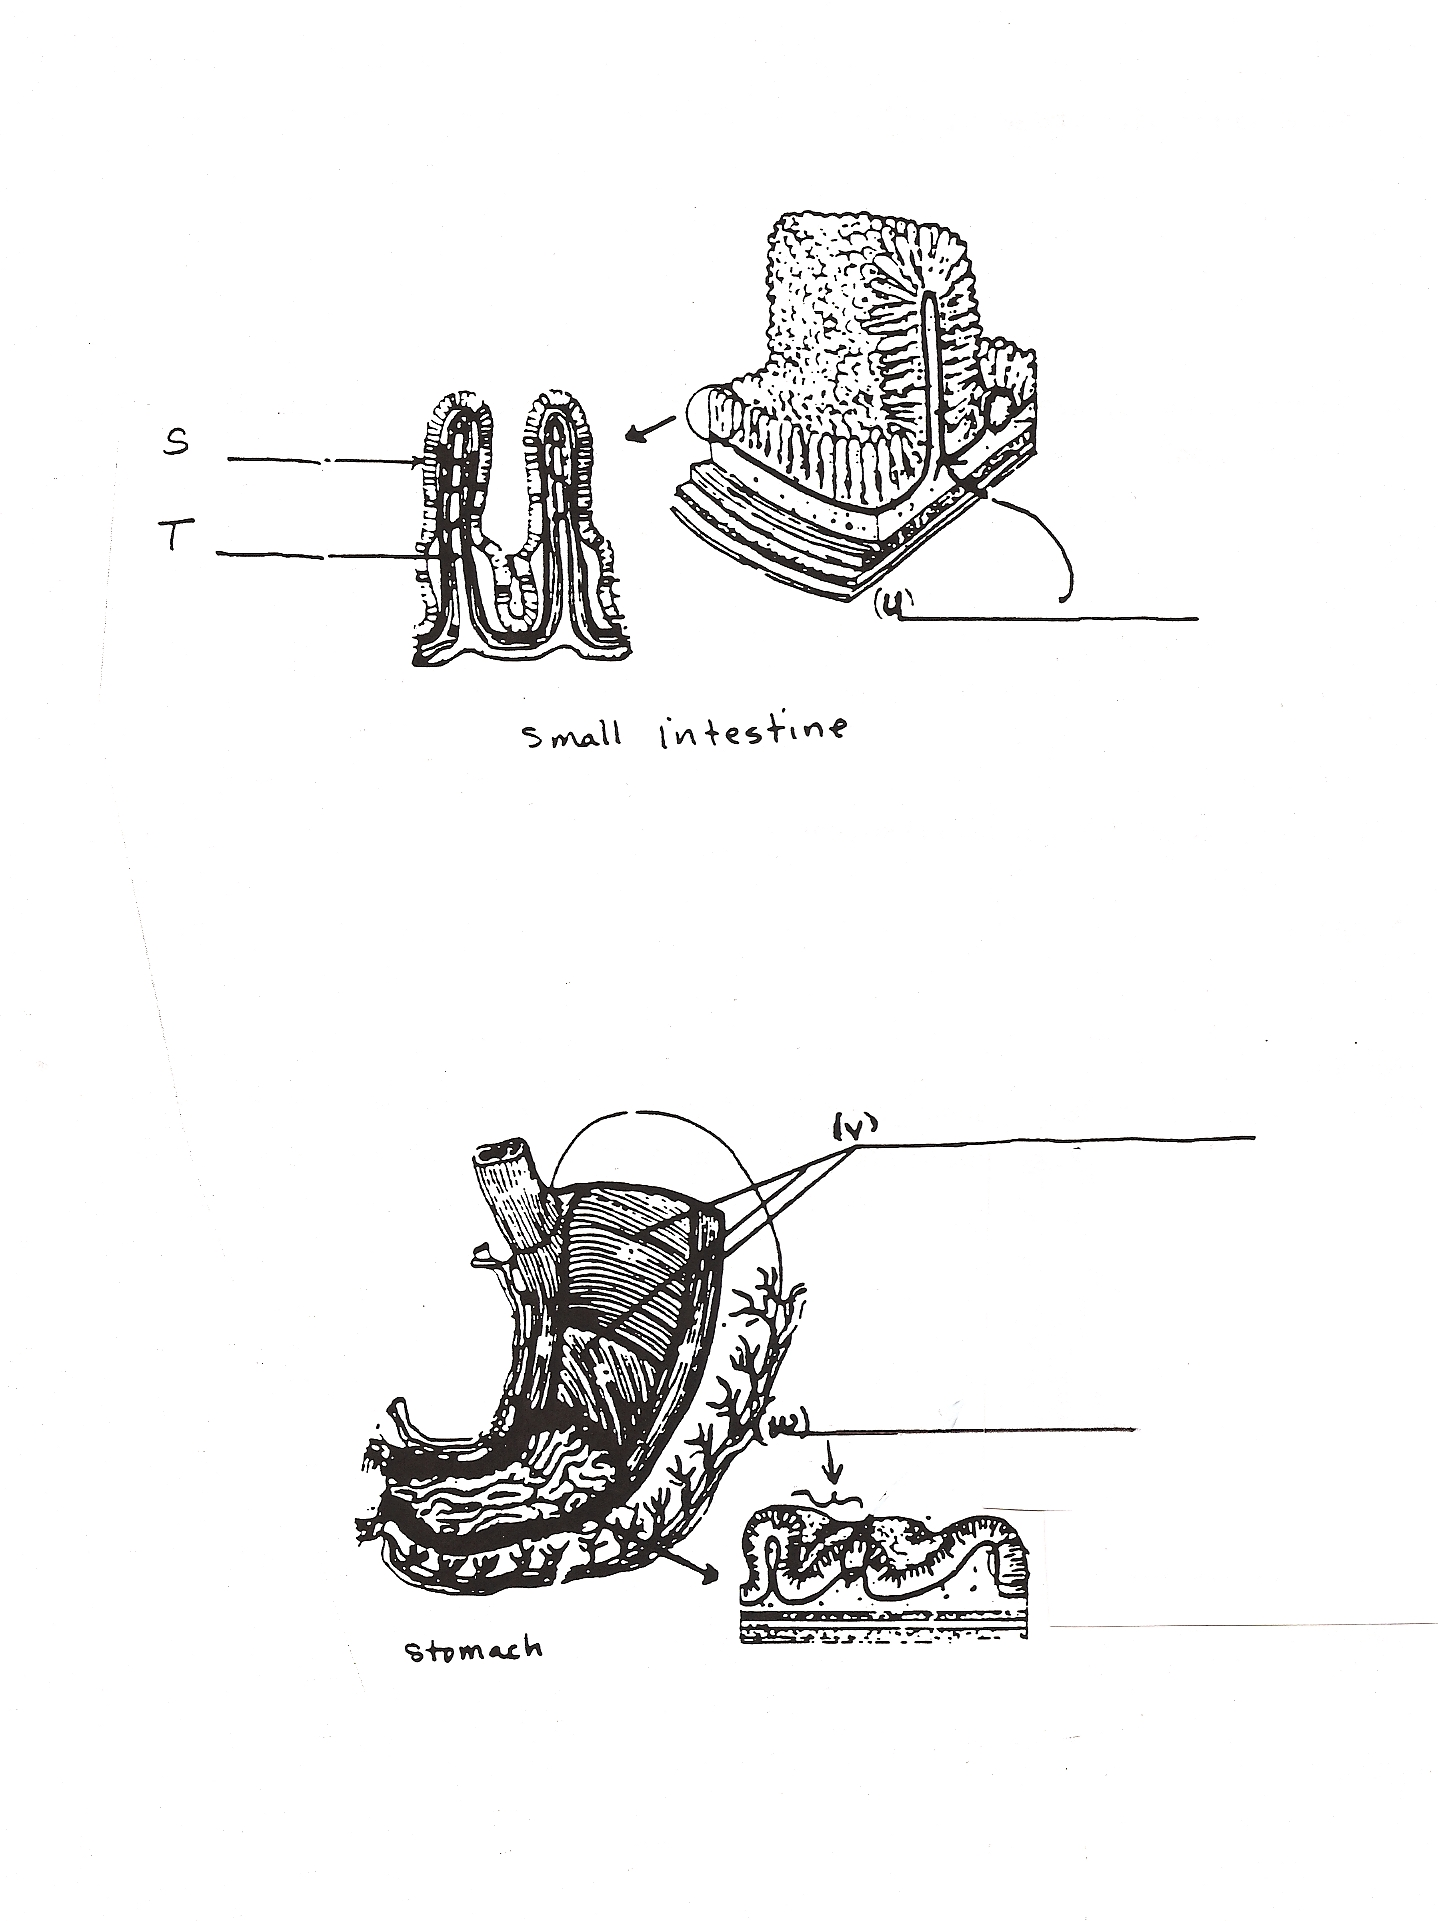 S
T
(u)
Small intestine
(v)
(w)
Stomach